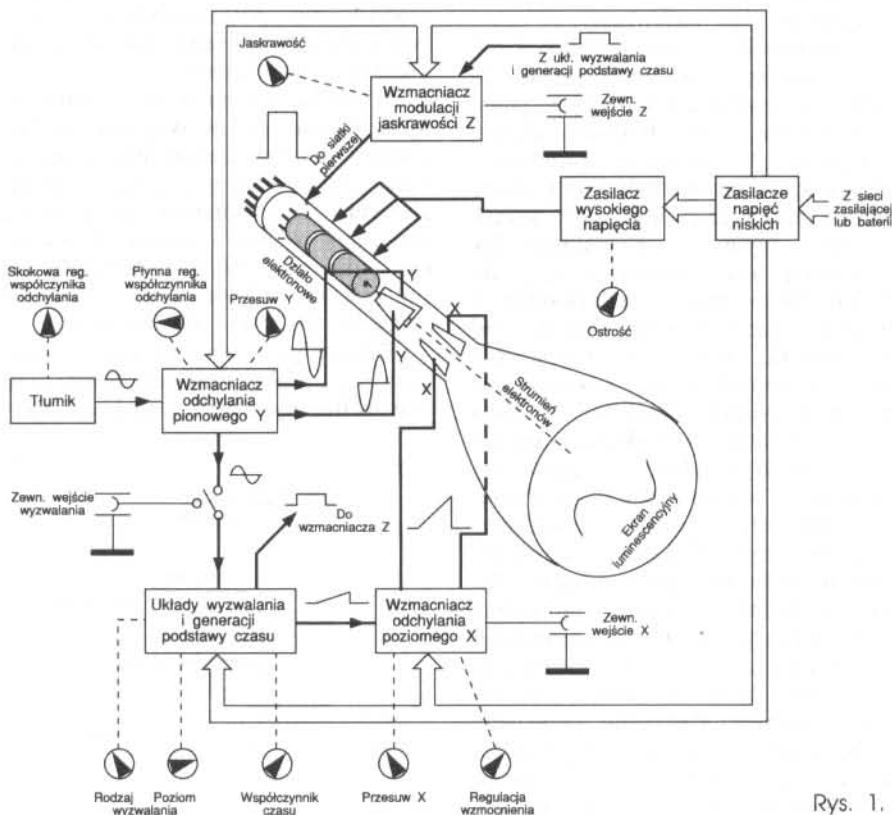 Jaskrawość
Z ukł. wyzwalania
i generacji podstawy czasu
Wzmacniacz
modulacji
jaskrawości Z
Zewn.
wejście Z
Do siatki
pierwszej
Zasilacz
wysokiego
napięcia
Zasilacze
napięć
niskich
Z sieci
zasilającej
lub baterii
Skokowa reg.
współczynika
odchylania
Płynna reg.
współczynnika
odchylania
Przesuw Y
Działo
elektronowe
Y
Y
X
X
Ostrość
Tłumik
Wzmacniacz
odchylania
pionowego Y
Strumień
elektronów
Ekran
luminescencyjny
Zewn. wejście
wyzwalania
Do
wzmacniacza Z
Układy wyzwalania
i generacji
podstawy czasu
Wzmacniacz
odchylania
poziomego X
Zewn.
wejście X
Rodzaj
wyzwalania
Poziom
Współczynnik
czasu
Przesuw X
Regulacja
wzmocnienia
Rys. 1.